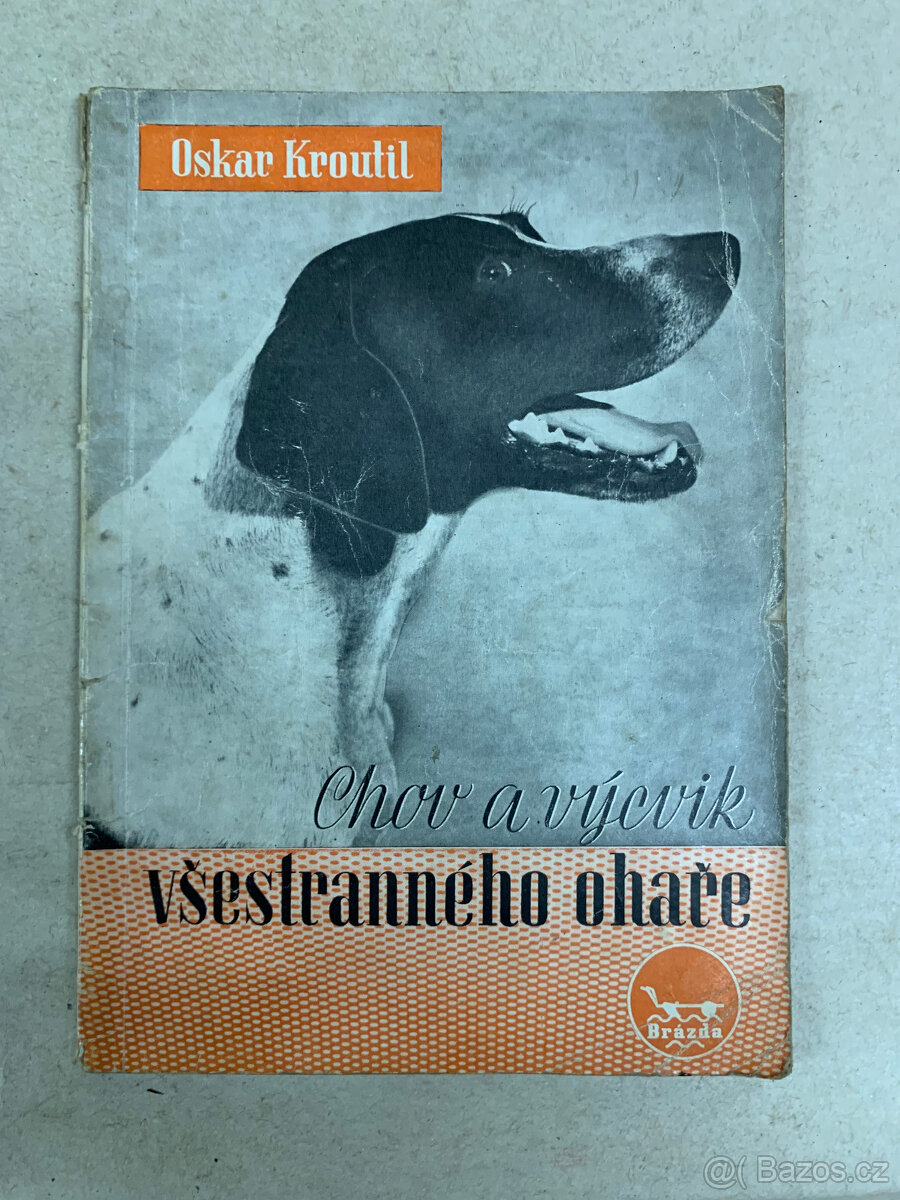 Oskar Kroutil
Chov a výcvik
všestranného ohaře
Brázda
@( Bazos.cz